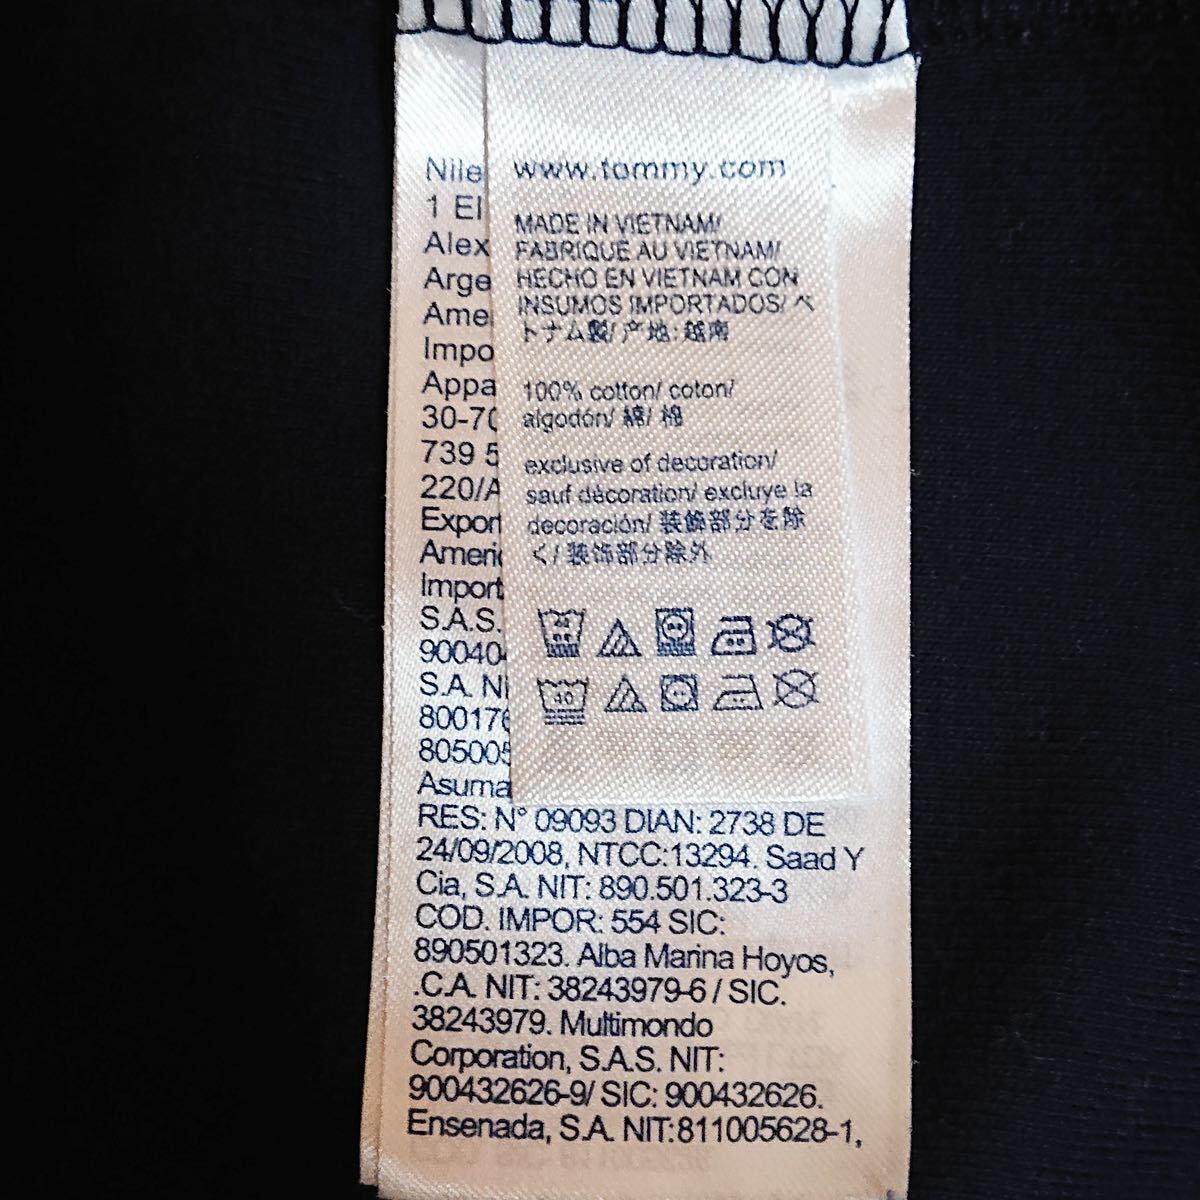 www.tommy.com
MADE IN VIETNAM/
FABRIQUÉ AU VIETNAM/
HECHO EN VIETNAM CON
INSUMOS IMPORTADOS/ ベ
トナム製/ 产地:越南
100% cotton/ coton/
algodón/ 綿/ 棉
exclusive of decoration/
sauf décoration/ excluye la
decoración/ 装飾部分を除
く/ 装饰部分除外
40
Nile
1 El
Alex
Arge
Ame
Impo
Appa
30-70
739 5
220/A
Export
Americ
Import
S.A.S.
90040
S.A. NI
800176
805005
Asuma
RES: N° 09093 DIAN: 2738 DE
24/09/2008, NTCC:13294. Saad Y
Cia, S.A. NIT: 890.501.323-3
COD. IMPOR: 554 SIC:
890501323. Alba Marina Hoyos,
.C.A. NIT: 38243979-6 / SIC.
38243979. Multimondo
Corporation, S.A.S. NIT:
900432626-9/ SIC: 900432626.
Ensenada, S.A. NIT:811005628-1,